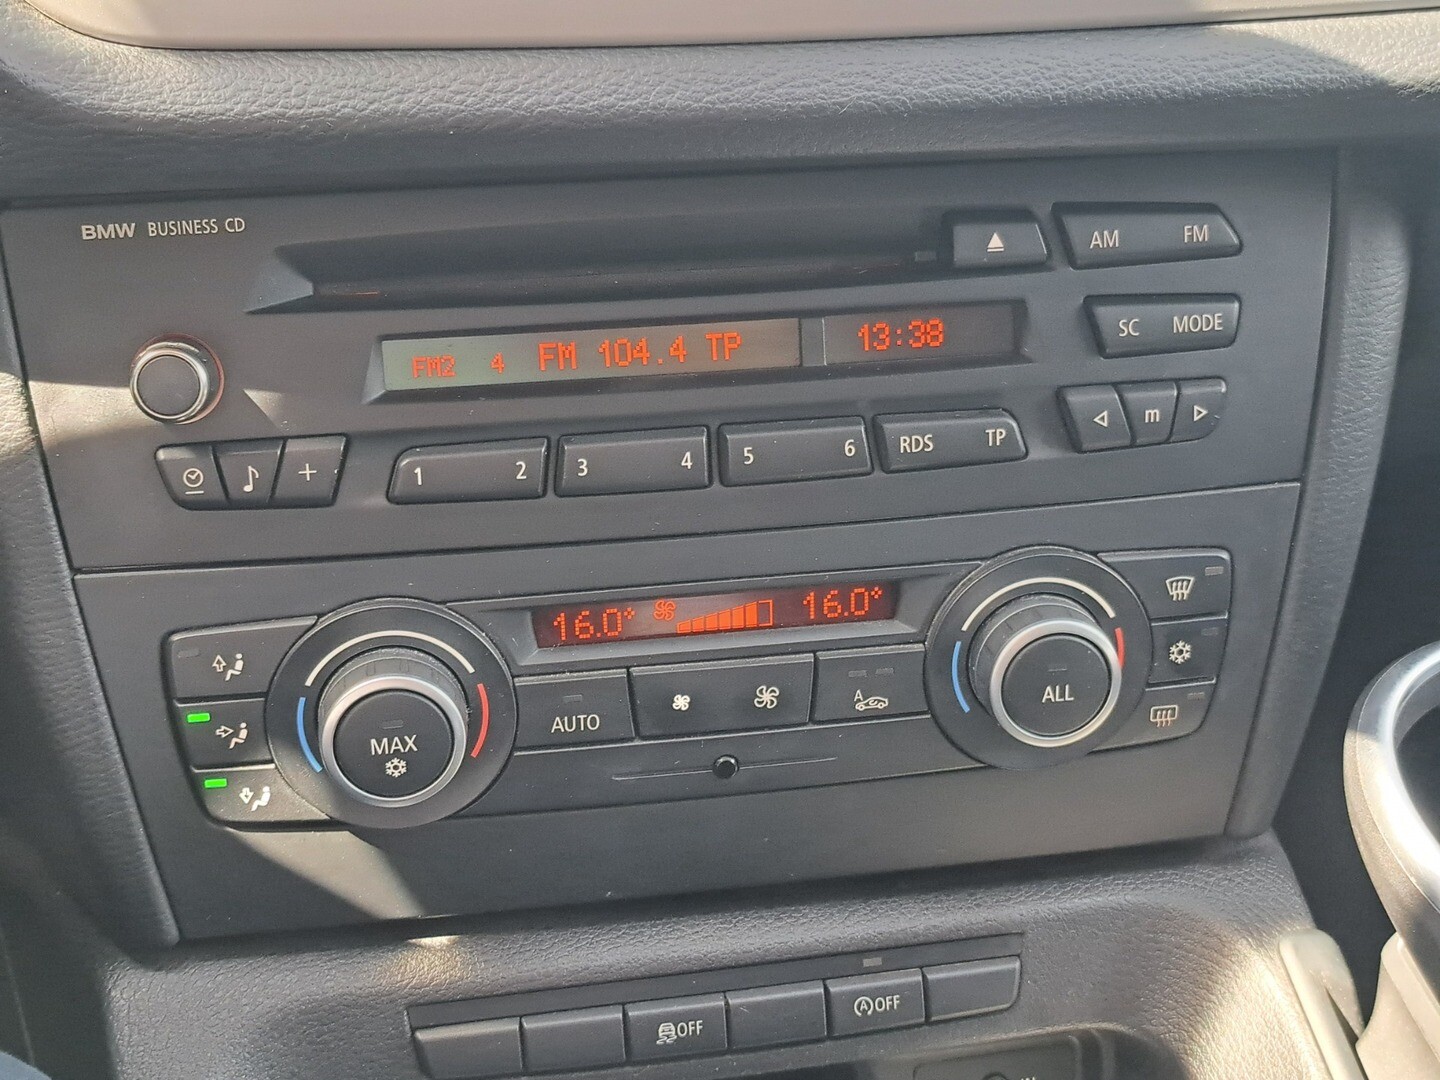 BMW BUSINESS CD
AM FM
SC MODE
FM2 4 FM 104.4 TP 13:38
1 2 3 4 5 6 RDS TP m
+
16.0° 16.0°
MAX
AUTO
A
ALL
OFF
A OFF